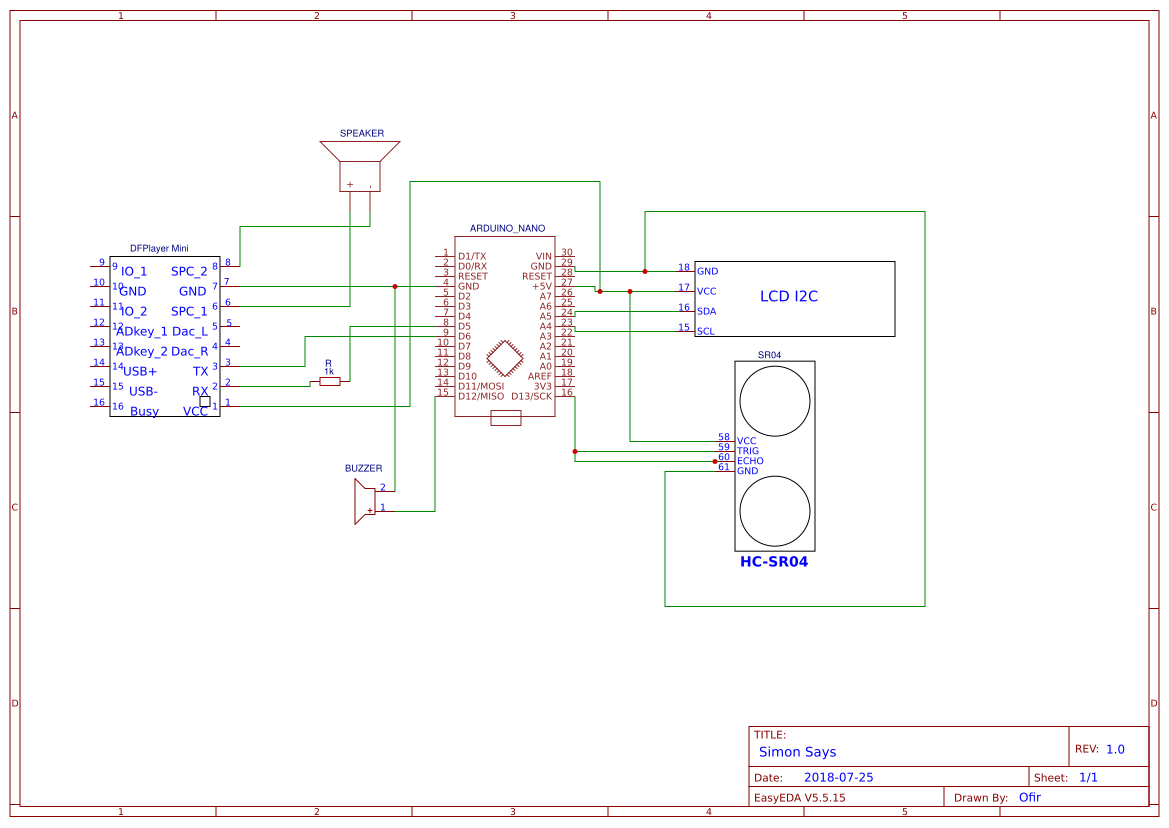 1 2 3 4 5
A A
B B
C C
D D
SPEAKER
+ -
DFPlayer Mini
9 9 IO_1 SPC_2 8 8
10 10 GND GND 7 7
11 11 IO_2 SPC_1 6 6
12 12 ADkey_1 Dac_L 5 5
13 13 ADkey_2 Dac_R 4 4
14 14 USB+ TX 3 3
15 15 USB- RX 2 2
16 16 Busy VCC 1 1
R
1k
BUZZER
2
+ 1
ARDUINO_NANO
1 D1/TX VIN 30
2 D0/RX GND 29
3 RESET RESET 28
4 GND +5V 27
5 D2 A7 26
6 D3 A6 25
7 D4 A5 24
8 D5 A4 23
9 D6 A3 22
10 D7 A2 21
11 D8 A1 20
12 D9 A0 19
13 D10 AREF 18
14 D11/MOSI 3V3 17
15 D12/MISO D13/SCK 16
18 GND
17 VCC
16 SDA
15 SCL
LCD I2C
SR04
58 VCC
59 TRIG
60 ECHO
61 GND
HC-SR04
TITLE:
Simon Says
REV: 1.0
Date: 2018-07-25
Sheet: 1/1
EasyEDA V5.5.15
Drawn By: Ofir
1 2 3 4 5